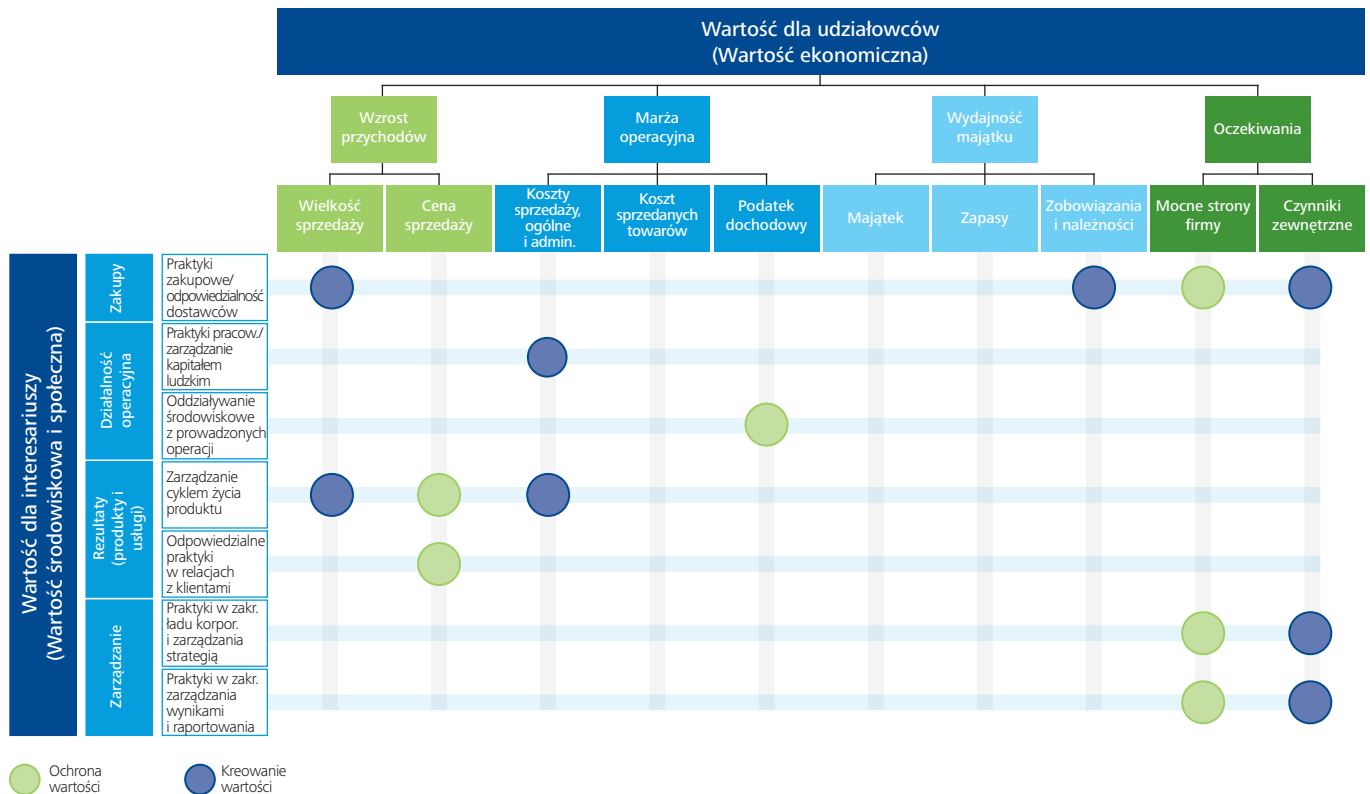 Wartość dla udziałowców
(Wartość ekonomiczna)
Wzrost
przychodów
Marża
operacyjna
Wydajność
majątku
Oczekiwania
Wielkość
sprzedaży
Cena
sprzedaży
Koszty
sprzedaży,
ogólne
i admin.
Koszt
sprzedanych
towarów
Podatek
dochodowy
Majątek
Zapasy
Zobowiązania
i należności
Mocne strony
firmy
Czynniki
zewnętrzne
Wartość dla interesariuszy
(Wartość środowiskowa i społeczna)
Zakupy
Praktyki
zakupowe/
odpowiedzialność
dostawców
Działalność
operacyjna
Praktyki pracow./
zarządzanie
kapitałem
ludzkim
Oddziaływanie
środowiskowe
z prowadzonych
operacji
Rezultaty
(produkty i
usługi)
Zarządzanie
cyklem życia
produktu
Odpowiedzialne
praktyki
w relacjach
z klientami
Zarządzanie
Praktyki w zakr.
ładu korpor.
i zarządzania
strategią
Praktyki w zakr.
zarządzania
wynikami
i raportowania
Ochrona
wartości
Kreowanie
wartości